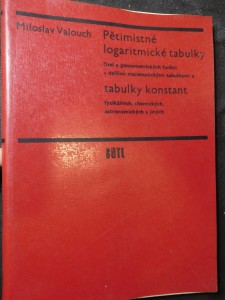 Miloslav Valouch
Pětimístné
logaritmické tabulky
čísel a goniometrických funkcí
s dalšími matematickými tabulkami a
tabulky konstant
fyzikálních, chemických,
astronomických a jiných
SNTL